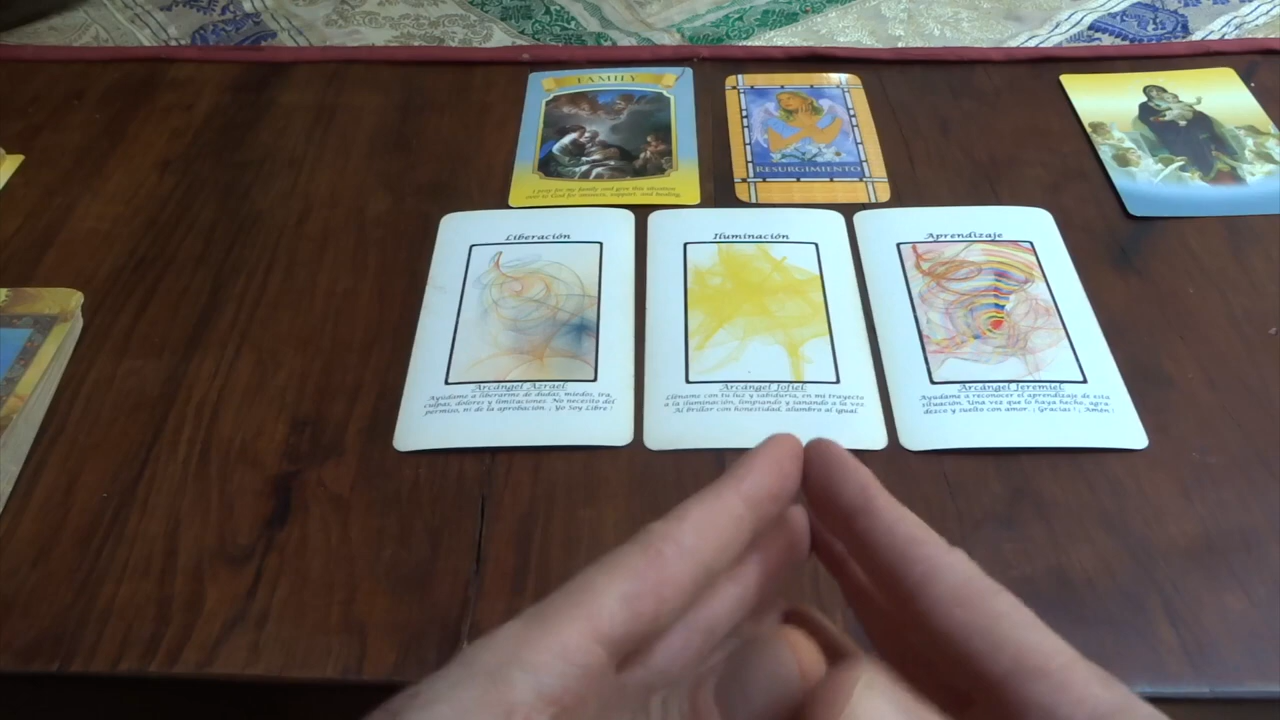 FAMILY
I pray for my family and give this situation
over to God for answers, support, and healing.
RESURGIMIENTO
Liberación
Arcángel Azrael
Ayúdame a liberarme de dudas, miedos, ira,
culpas, dolores y limitaciones. No necesito del
permiso, ni de la aprobación. ¡ Yo Soy Libre !
Iluminación
Arcángel Jofiel
Lléname con tu luz y sabiduría, en mi trayecto
a la iluminación, limpiando y sanando a la vez
Al brillar con honestidad, alumbro al igual.
Aprendizaje
Arcángel Jeremiel
Ayúdame a reconocer el aprendizaje de esta
situación. Una vez que lo haya hecho, agra
dezco y suelto con amor. ¡ Gracias ! ¡ Amén !